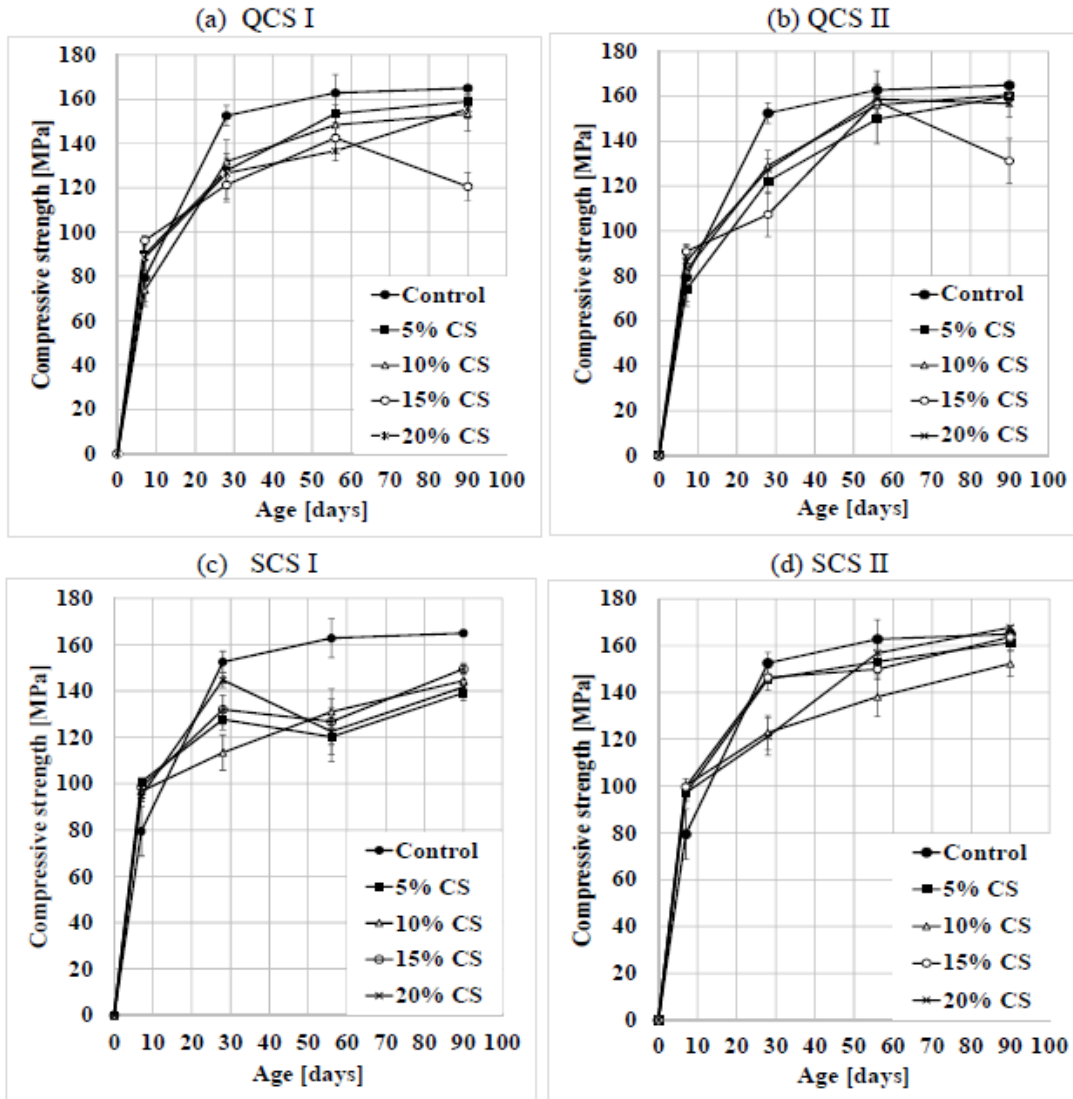 (a) QCS I
Compressive strength [MPa]
180
160
140
120
100
80
60
40
20
0
0 10 20 30 40 50 60 70 80 90 100
Age [days]
Control
5% CS
10% CS
15% CS
20% CS
(b) QCS II
Compressive strength [MPa]
180
160
140
120
100
80
60
40
20
0
0 10 20 30 40 50 60 70 80 90 100
Age [days]
Control
5% CS
10% CS
15% CS
20% CS
(c) SCS I
Compressive strength [MPa]
180
160
140
120
100
80
60
40
20
0
0 10 20 30 40 50 60 70 80 90 100
Age [days]
Control
5% CS
10% CS
15% CS
20% CS
(d) SCS II
Compressive strength [MPa]
180
160
140
120
100
80
60
40
20
0
0 10 20 30 40 50 60 70 80 90 100
Age [days]
Control
5% CS
10% CS
15% CS
20% CS